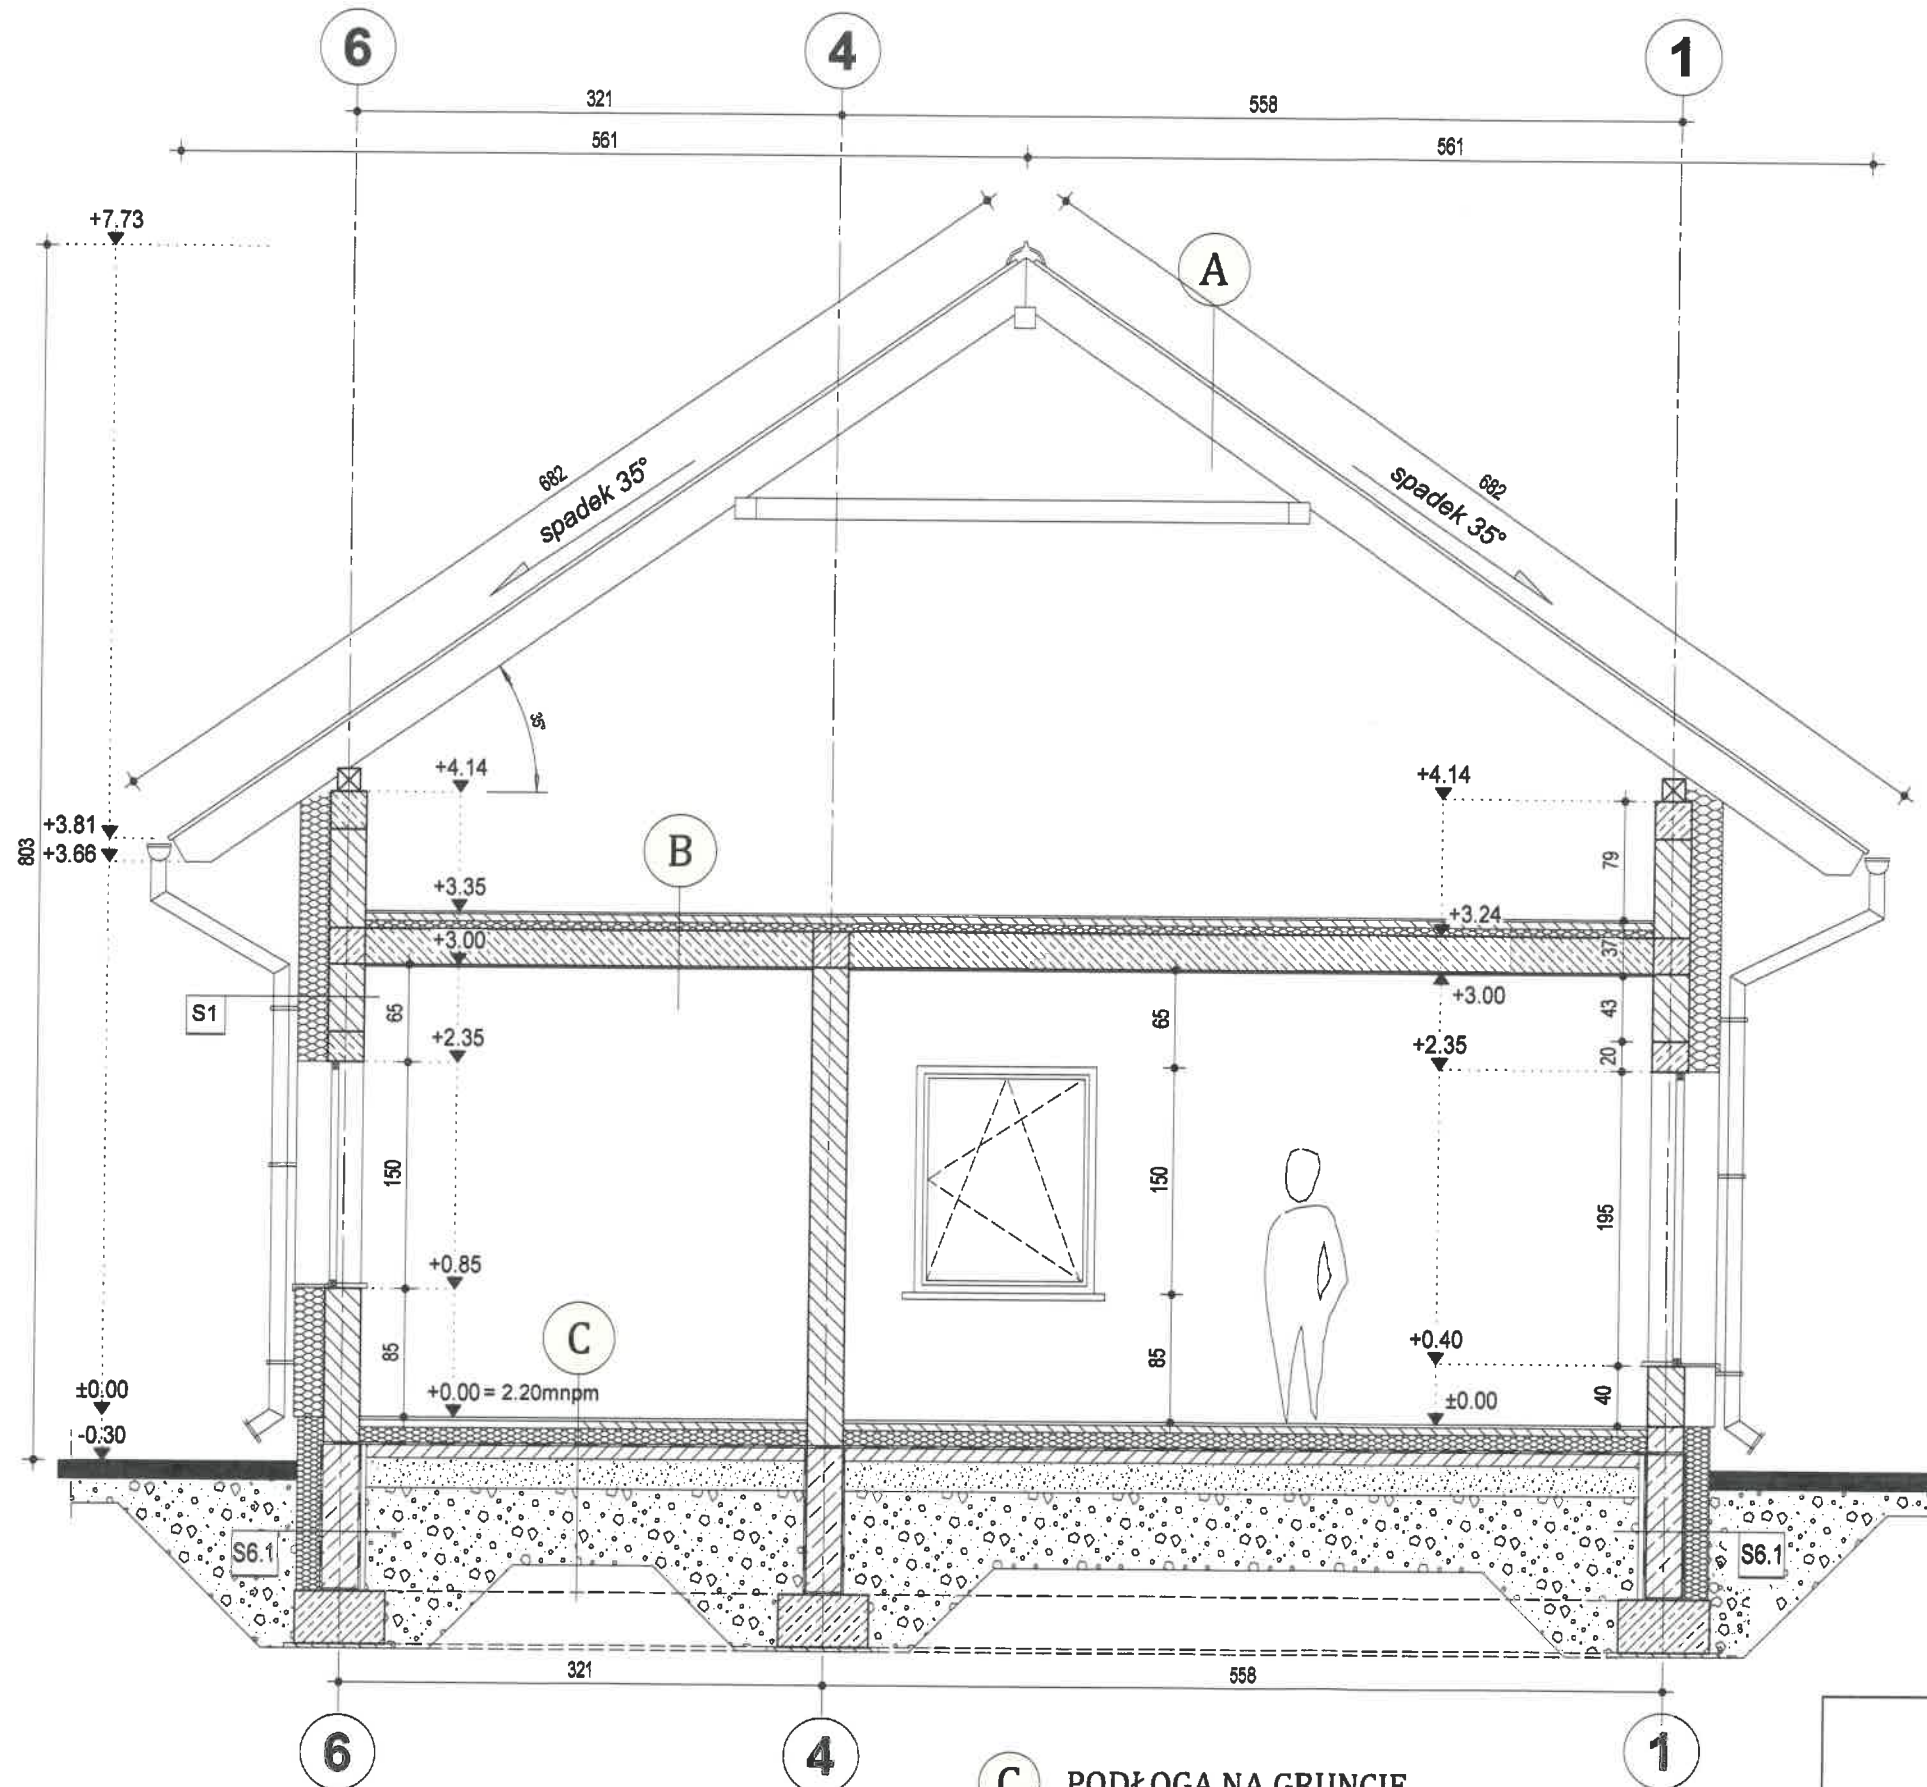 6 4 1
321 558
561 561
+7.73
A
682 682
spadek 35° spadek 35°
35°
+4.14 +4.14
+3.81
+3.66
803
B
79
+3.35
+3.24
+3.00
37
+3.00
S1
65 65
43
+2.35 +2.35
20
150 150 195
+0.85
C
+0.40
85 85 40
±0.00
+0.00 = 2.20mnpm
±0.00
-0.30
S6.1 S6.1
321 558
6 4 1
C PODŁOGA NA GRUNCIE